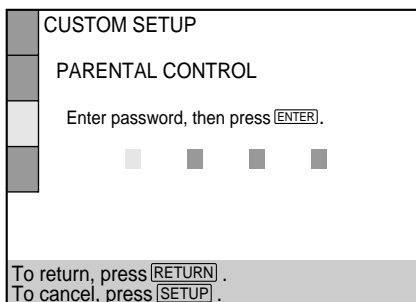 CUSTOM SETUP
PARENTAL CONTROL
Enter password, then press ENTER.
To return, press RETURN .
To cancel, press SETUP .